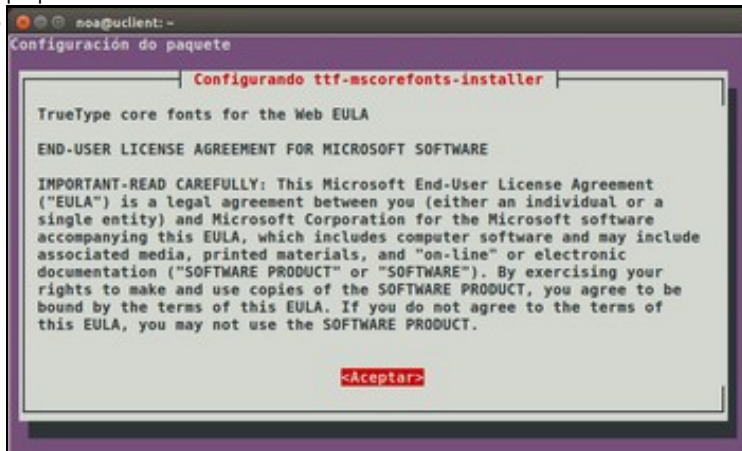 noa@uclient: ~
Configuración do paquete
Configurando ttf-mscorefonts-installer
TrueType core fonts for the Web EULA
END-USER LICENSE AGREEMENT FOR MICROSOFT SOFTWARE
IMPORTANT-READ CAREFULLY: This Microsoft End-User License Agreement
("EULA") is a legal agreement between you (either an individual or a
single entity) and Microsoft Corporation for the Microsoft software
accompanying this EULA, which includes computer software and may include
associated media, printed materials, and "on-line" or electronic
documentation ("SOFTWARE PRODUCT" or "SOFTWARE"). By exercising your
rights to make and use copies of the SOFTWARE PRODUCT, you agree to be
bound by the terms of this EULA. If you do not agree to the terms of
this EULA, you may not use the SOFTWARE PRODUCT.
<Aceptar>